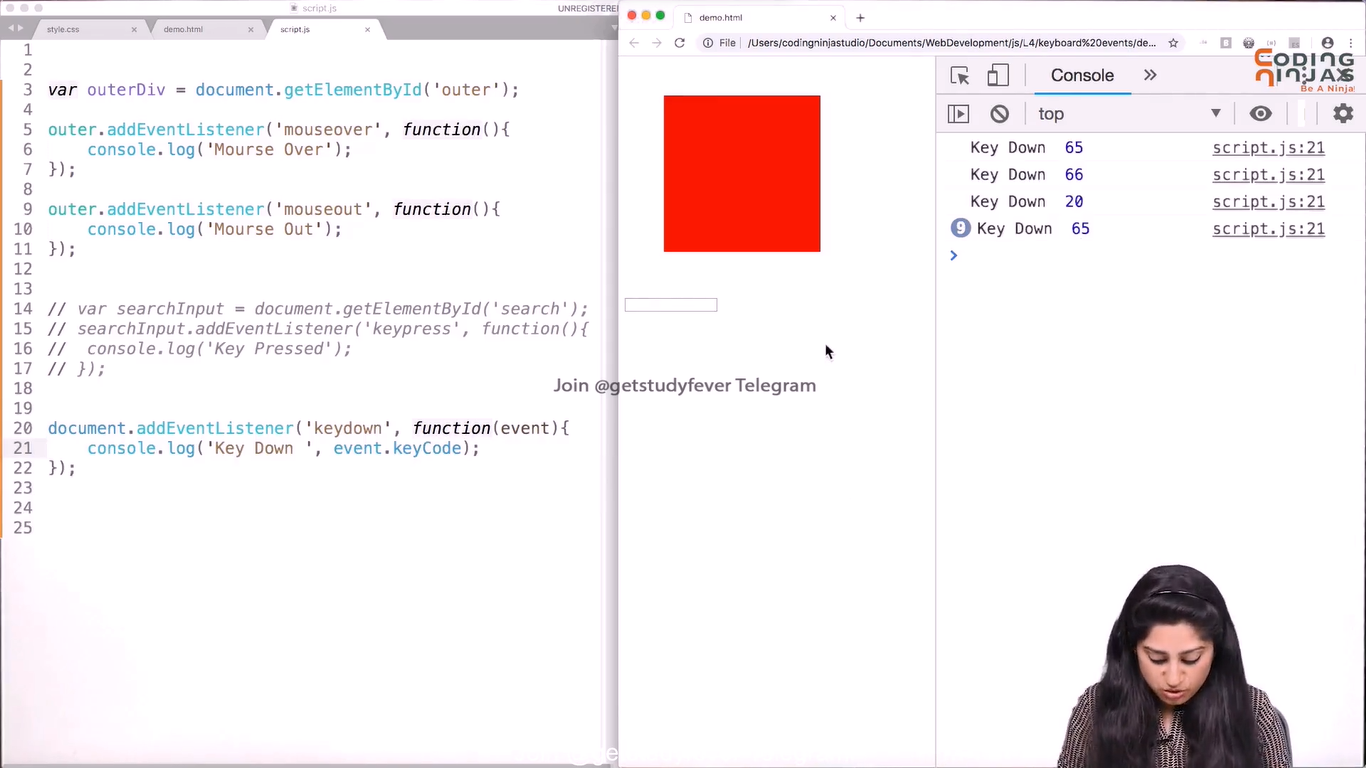 script.js
UNREGISTERE
style.css
demo.html
script.js
1
2
3 var outerDiv = document.getElementById('outer');
4
5 outer.addEventListener('mouseover', function(){
6 console.log('Mourse Over');
7 });
8
9 outer.addEventListener('mouseout', function(){
10 console.log('Mourse Out');
11 });
12
13
14 // var searchInput = document.getElementById('search');
15 // searchInput.addEventListener('keypress', function(){
16 // console.log('Key Pressed');
17 // });
18
19
20 document.addEventListener('keydown', function(event){
21 console.log('Key Down ', event.keyCode);
22 });
23
24
25
demo.html
File /Users/codingninjastudio/Documents/WebDevelopment/js/L4/keyboard%20events/de...
CODING
NINJAS
Be A Ninja!
Console
top
Key Down 65 script.js:21
Key Down 66 script.js:21
Key Down 20 script.js:21
9 Key Down 65 script.js:21
Join @getstudyfever Telegram